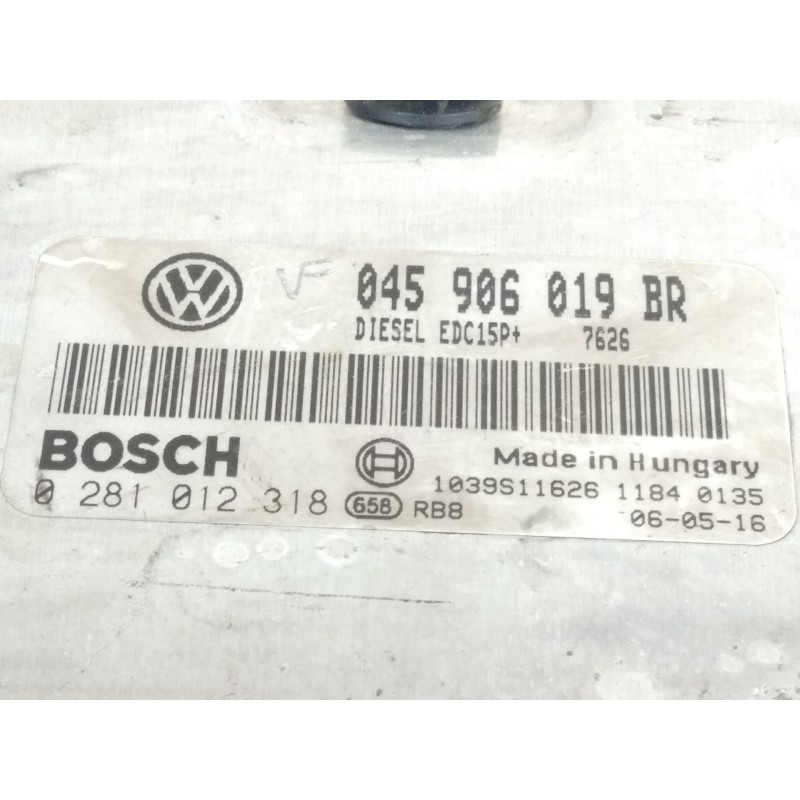 VF 045 906 019 BR
DIESEL EDC15P+ 7626
BOSCH
Made in Hungary
0 281 012 318 658 RB8
1039S11626 1184 0135
06-05-16